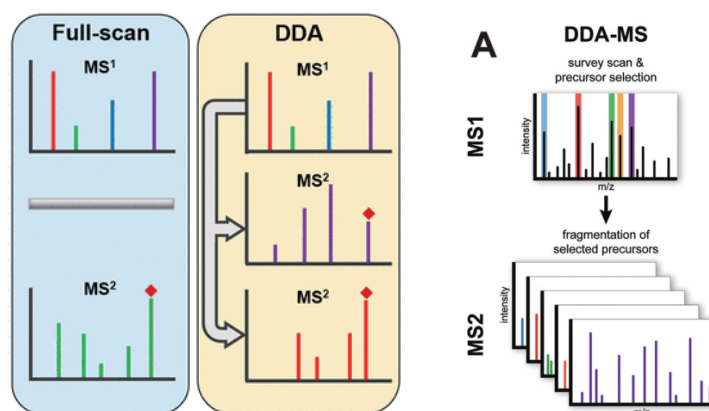 Full-scan
MS¹
MS²
DDA
MS¹
MS²
MS²
A
DDA-MS
survey scan &
precursor selection
MS1
intensity
m/z
fragmentation of
selected precursors
MS2
intensity